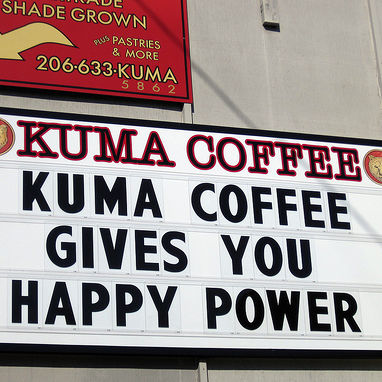 SHADE GROWN
PLUS PASTRIES
& MORE
206-633-KUMA
5862
KUMA COFFEE
KUMA COFFEE
GIVES YOU
HAPPY POWER